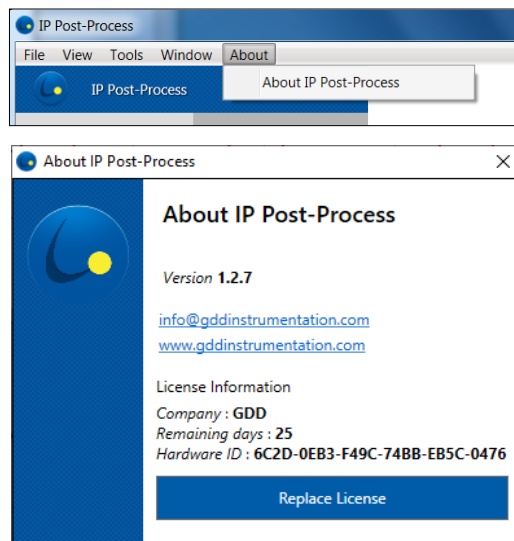 IP Post-Process
File View Tools Window About
IP Post-Process
About IP Post-Process
About IP Post-Process
About IP Post-Process
Version 1.2.7
info@gddinstrumentation.com
www.gddinstrumentation.com
License Information
Company : GDD
Remaining days : 25
Hardware ID : 6C2D-0EB3-F49C-74BB-EB5C-0476
Replace License